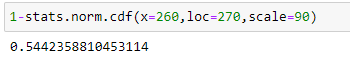 1-stats.norm.cdf(x=260,loc=270,scale=90)
0.5442358810453114